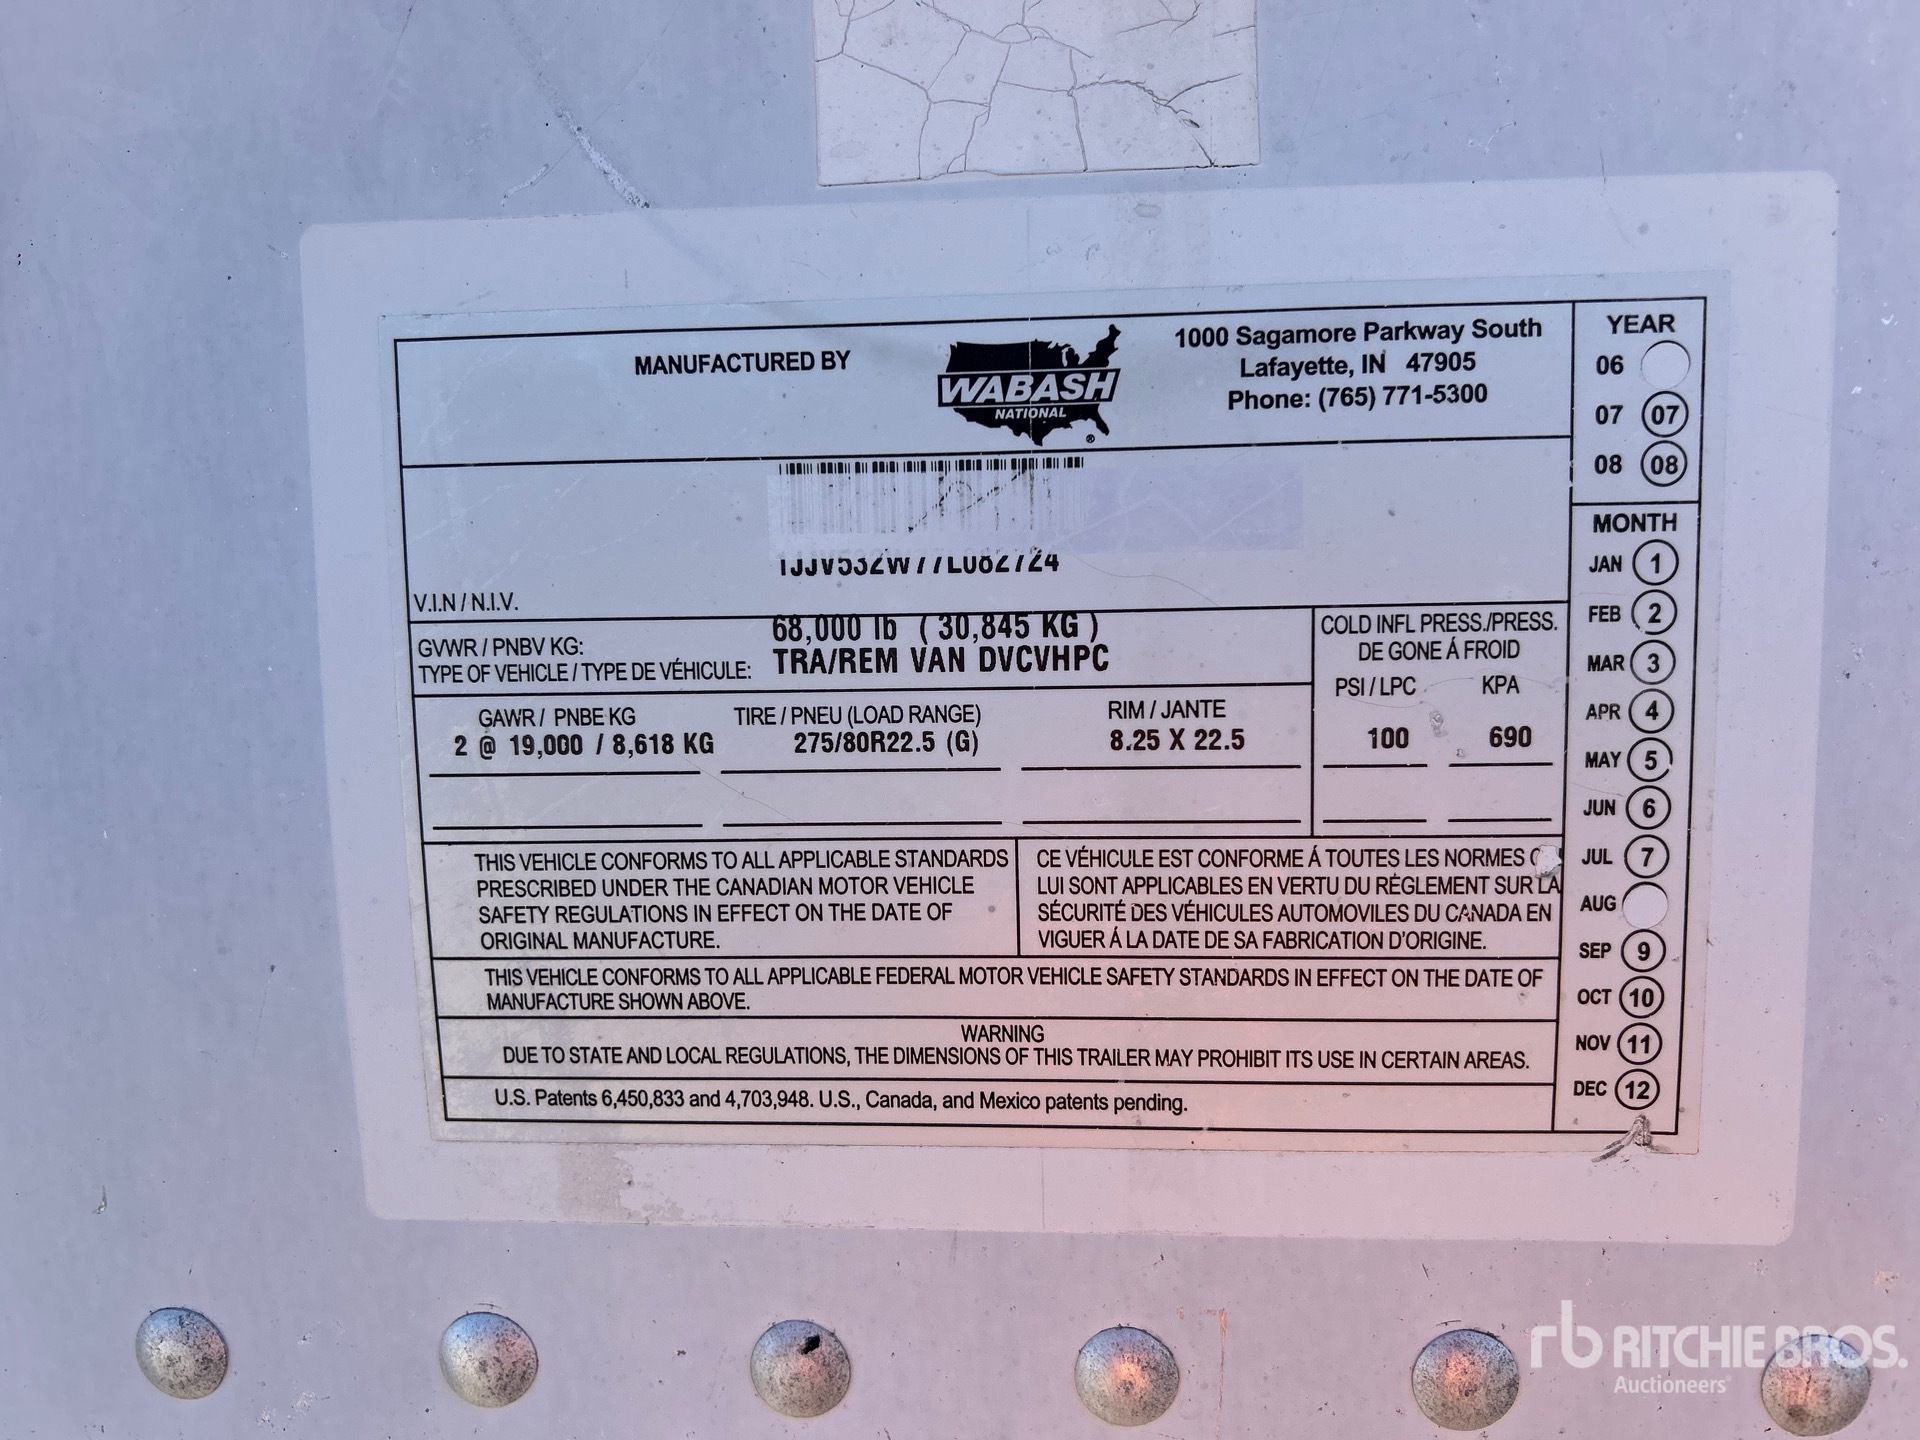 MANUFACTURED BY
WABASH
NATIONAL
®
1000 Sagamore Parkway South
Lafayette, IN 47905
Phone: (765) 771-5300
1JJV532W77L082724
V.I.N / N.I.V.
GVWR / PNBV KG: 68,000 lb ( 30,845 KG )
TYPE OF VEHICLE / TYPE DE VÉHICULE: TRA/REM VAN DVCVHPC
GAWR / PNBE KG
2 @ 19,000 / 8,618 KG
TIRE / PNEU (LOAD RANGE)
275/80R22.5 (G)
RIM / JANTE
8.25 X 22.5
COLD INFL PRESS./PRESS.
DE GONE Á FROID
PSI / LPC KPA
100 690
THIS VEHICLE CONFORMS TO ALL APPLICABLE STANDARDS
PRESCRIBED UNDER THE CANADIAN MOTOR VEHICLE
SAFETY REGULATIONS IN EFFECT ON THE DATE OF
ORIGINAL MANUFACTURE.
CE VÉHICULE EST CONFORME Á TOUTES LES NORMES
LUI SONT APPLICABLES EN VERTU DU RÈGLEMENT SUR LA
SÉCURITÉ DES VÉHICULES AUTOMOVILES DU CANADA EN
VIGUER Á LA DATE DE SA FABRICATION D'ORIGINE.
THIS VEHICLE CONFORMS TO ALL APPLICABLE FEDERAL MOTOR VEHICLE SAFETY STANDARDS IN EFFECT ON THE DATE OF
MANUFACTURE SHOWN ABOVE.
WARNING
DUE TO STATE AND LOCAL REGULATIONS, THE DIMENSIONS OF THIS TRAILER MAY PROHIBIT ITS USE IN CERTAIN AREAS.
U.S. Patents 6,450,833 and 4,703,948. U.S., Canada, and Mexico patents pending.
YEAR
06
07 07
08 08
MONTH
JAN 1
FEB 2
MAR 3
APR 4
MAY 5
JUN 6
JUL 7
AUG
SEP 9
OCT 10
NOV 11
DEC 12
rb RITCHIE BROS.
Auctioneers